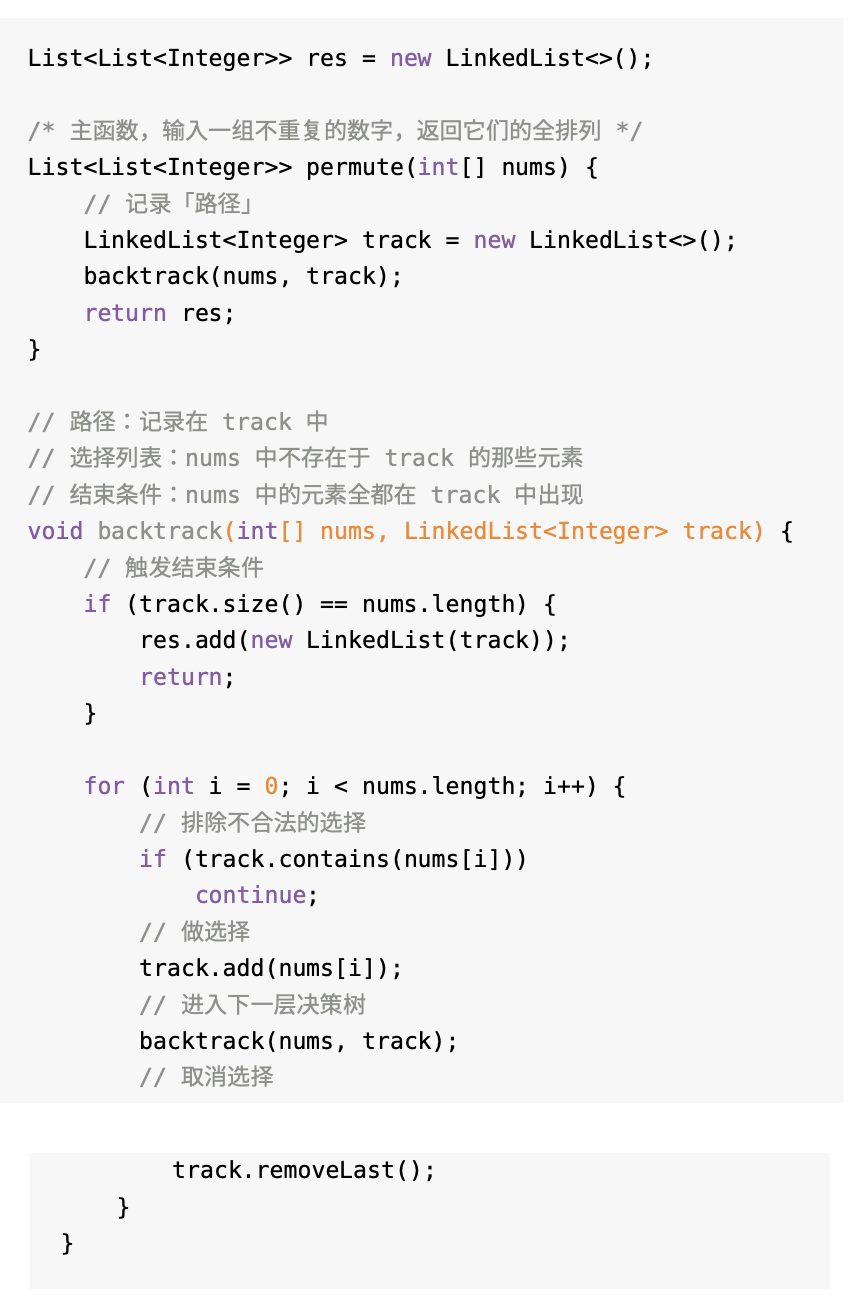 List<List<Integer>> res = new LinkedList<>();
/* 主函数，输入一组不重复的数字，返回它们的全排列 */
List<List<Integer>> permute(int[] nums) {
    // 记录「路径」
    LinkedList<Integer> track = new LinkedList<>();
    backtrack(nums, track);
    return res;
}
// 路径：记录在 track 中
// 选择列表：nums 中不存在于 track 的那些元素
// 结束条件：nums 中的元素全都在 track 中出现
void backtrack(int[] nums, LinkedList<Integer> track) {
    // 触发结束条件
    if (track.size() == nums.length) {
        res.add(new LinkedList(track));
        return;
    }
    for (int i = 0; i < nums.length; i++) {
        // 排除不合法的选择
        if (track.contains(nums[i]))
            continue;
        // 做选择
        track.add(nums[i]);
        // 进入下一层决策树
        backtrack(nums, track);
        // 取消选择
        track.removeLast();
    }
}